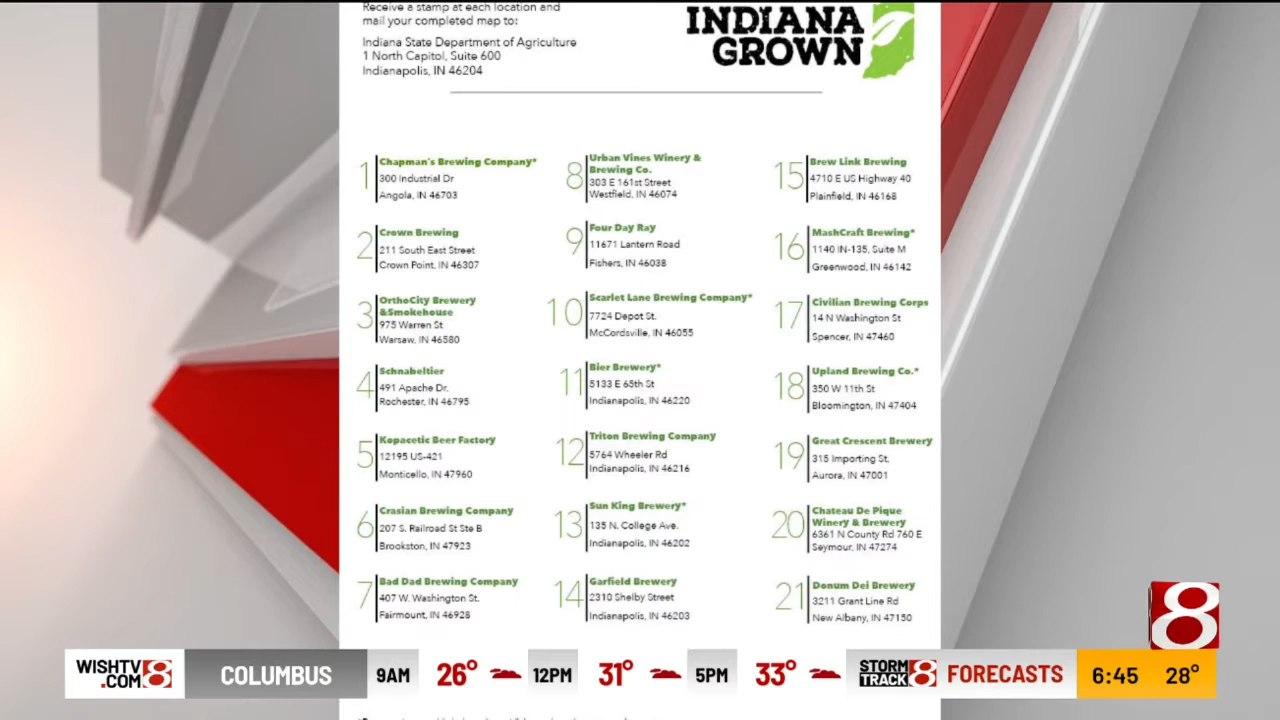 Receive a stamp at each location and
mail your completed map to:
Indiana State Department of Agriculture
1 North Capitol, Suite 600
Indianapolis, IN 46204
INDIANA
GROWN
1
Chapman's Brewing Company*
300 Industrial Dr
Angola, IN 46703
2
Crown Brewing
211 South East Street
Crown Point, IN 46307
3
OrthoCity Brewery
&Smokehouse
975 Warren St
Warsaw, IN 46580
4
Schnabeltier
491 Apache Dr.
Rochester, IN 46795
5
Kopacetic Beer Factory
12195 US-421
Monticello, IN 47960
6
Crasian Brewing Company
207 S. Railroad St Ste B
Brookston, IN 47923
7
Bad Dad Brewing Company
407 W. Washington St.
Fairmount, IN 46928
8
Urban Vines Winery &
Brewing Co.
303 E 161st Street
Westfield, IN 46074
9
Four Day Ray
11671 Lantern Road
Fishers, IN 46038
10
Scarlet Lane Brewing Company*
7724 Depot St.
McCordsville, IN 46055
11
Bier Brewery*
5133 E 65th St
Indianapolis, IN 46220
12
Triton Brewing Company
5764 Wheeler Rd
Indianapolis, IN 46216
13
Sun King Brewery*
135 N. College Ave.
Indianapolis, IN 46202
14
Garfield Brewery
2310 Shelby Street
Indianapolis, IN 46203
15
Brew Link Brewing
4710 E US Highway 40
Plainfield, IN 46168
16
MashCraft Brewing*
1140 IN-135, Suite M
Greenwood, IN 46142
17
Civilian Brewing Corps
14 N Washington St
Spencer, IN 47460
18
Upland Brewing Co.*
350 W 11th St
Bloomington, IN 47404
19
Great Crescent Brewery
315 Importing St.
Aurora, IN 47001
20
Chateau De Pique
Winery & Brewery
6361 N County Rd 760 E
Seymour, IN 47274
21
Donum Dei Brewery
3211 Grant Line Rd
New Albany, IN 47150
8
WISHTV
.COM 8
COLUMBUS
9AM 26° 12PM 31° 5PM 33°
STORM
TRACK 8
FORECASTS
6:45 28°